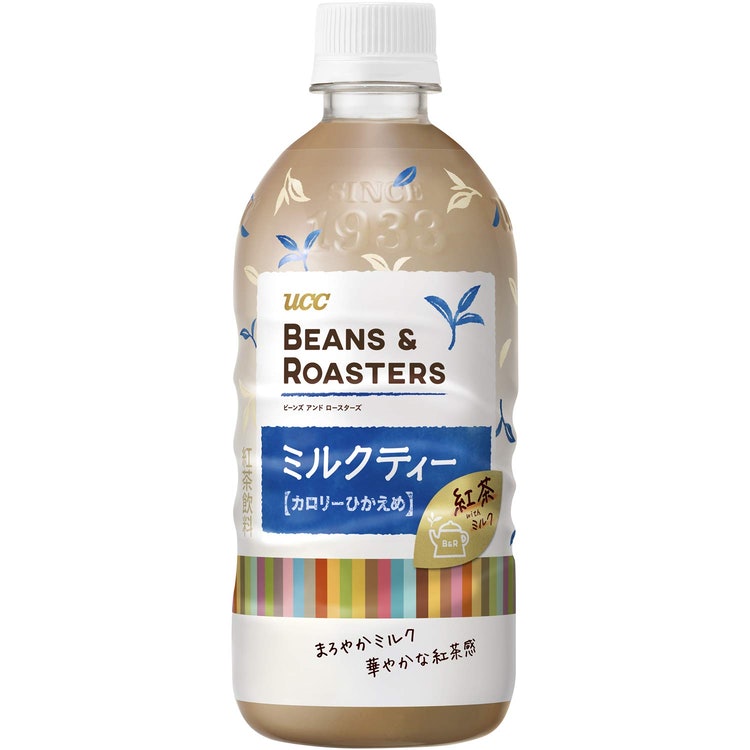 SINCE
1933
ucc
BEANS &
ROASTERS
ビーンズ アンド ロースターズ
ミルクティー
【カロリーひかえめ】
紅茶
with
ミルク
B&R
紅茶飲料
まろやかミルク
華やかな紅茶感